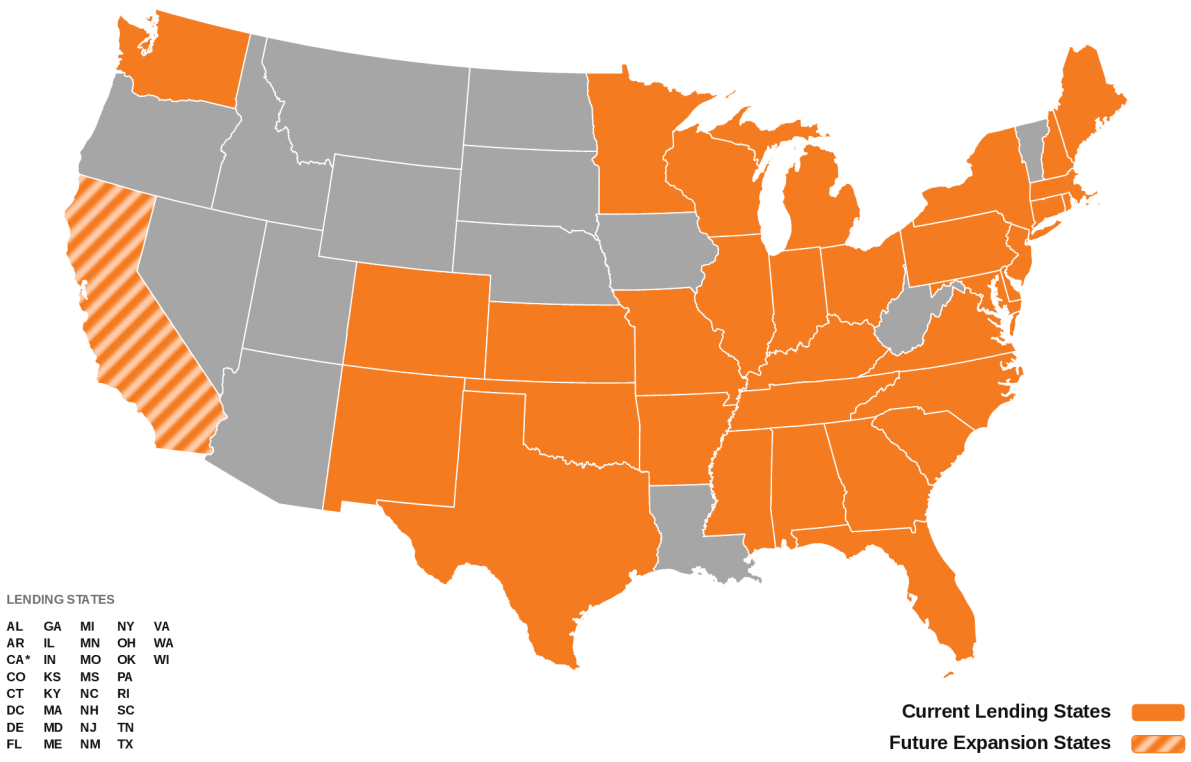 LENDING STATES
AL GA MI NY VA
AR IL MN OH WA
CA* IN MO OK WI
CO KS MS PA
CT KY NC RI
DC MA NH SC
DE MD NJ TN
FL ME NM TX
Current Lending States
Future Expansion States